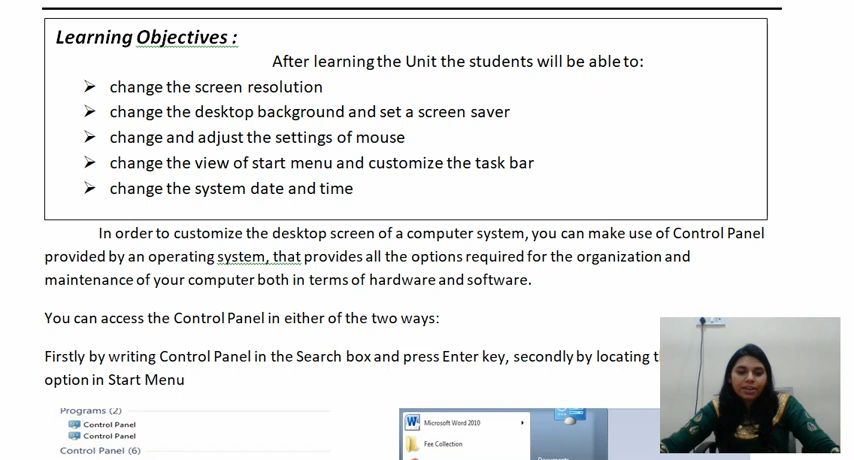 Learning Objectives :
After learning the Unit the students will be able to:
change the screen resolution
change the desktop background and set a screen saver
change and adjust the settings of mouse
change the view of start menu and customize the task bar
change the system date and time
In order to customize the desktop screen of a computer system, you can make use of Control Panel
provided by an operating system, that provides all the options required for the organization and
maintenance of your computer both in terms of hardware and software.
You can access the Control Panel in either of the two ways:
Firstly by writing Control Panel in the Search box and press Enter key, secondly by locating
option in Start Menu
Programs (2)
Control Panel
Control Panel
Control Panel (6)
Microsoft Word 2010
Fee Collection